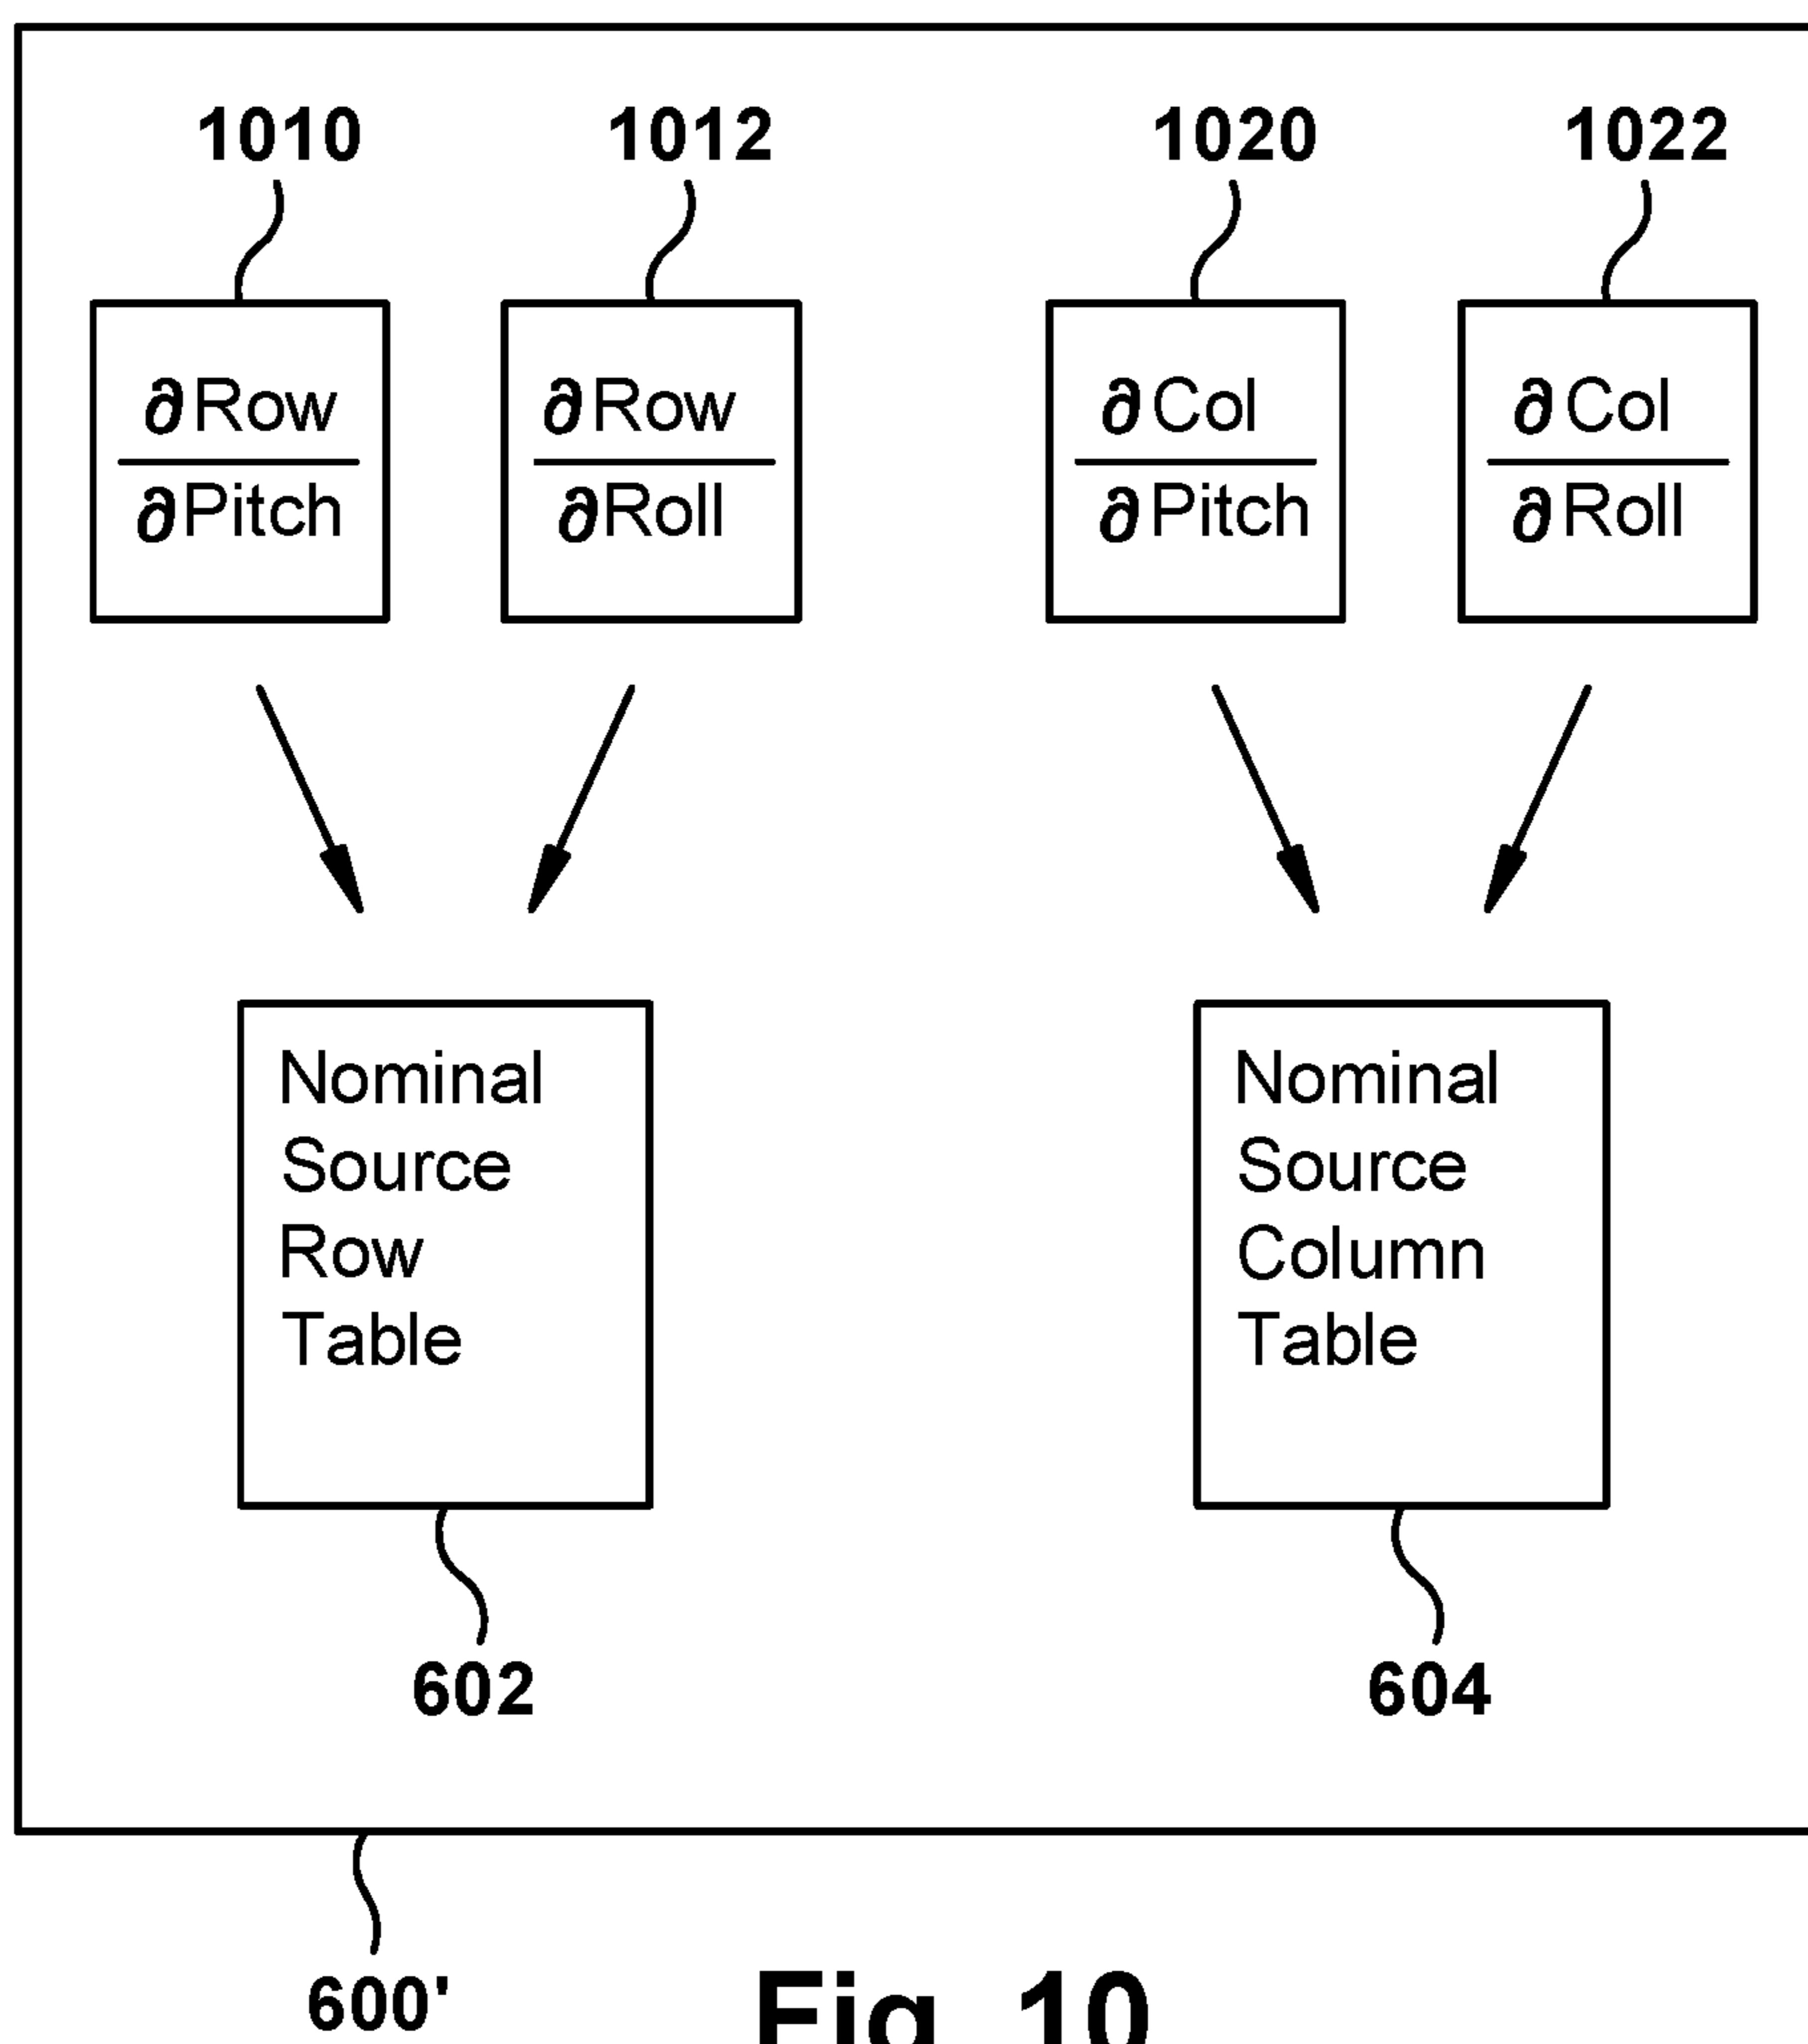 1010 1012 1020 1022
∂Row ∂Row ∂Col ∂Col
∂Pitch ∂Roll ∂Pitch ∂Roll
Nominal
Source
Row
Table
Nominal
Source
Column
Table
602 604
600'
Fig 10